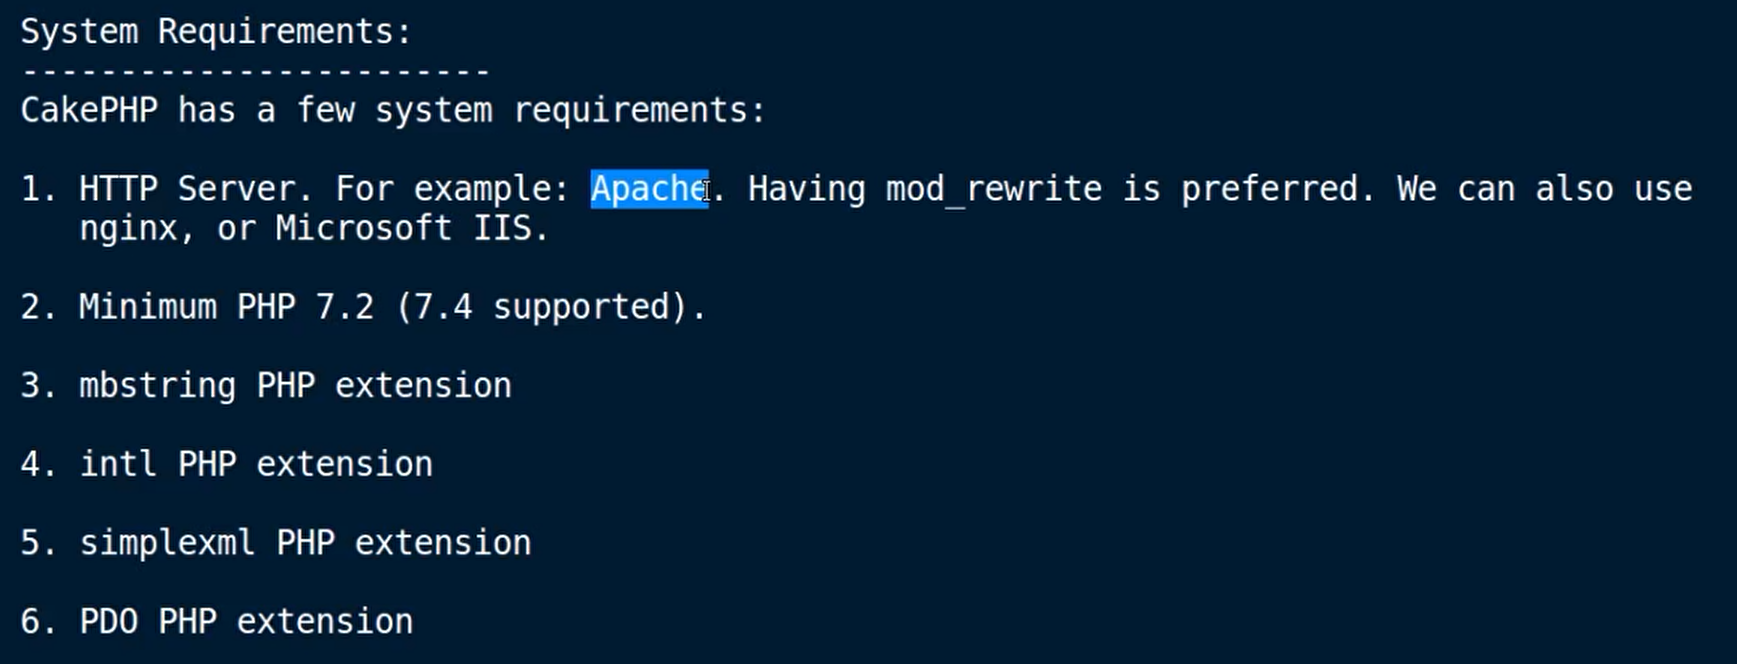 System Requirements:
------------------------
CakePHP has a few system requirements:
1. HTTP Server. For example: Apache. Having mod_rewrite is preferred. We can also use
nginx, or Microsoft IIS.
2. Minimum PHP 7.2 (7.4 supported).
3. mbstring PHP extension
4. intl PHP extension
5. simplexml PHP extension
6. PDO PHP extension